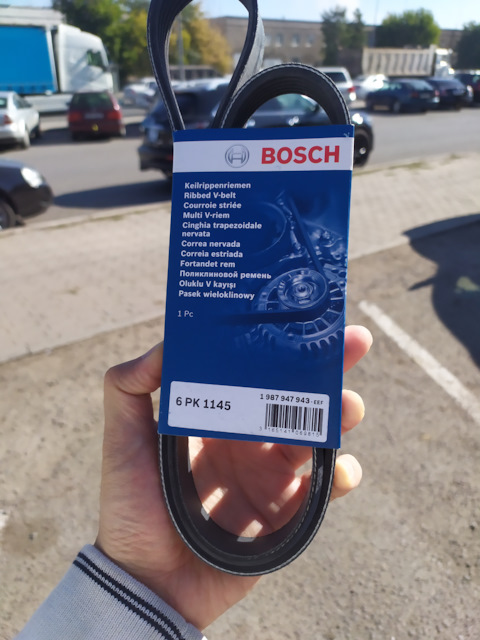 BOSCH
Keilrippenriemen
Ribbed V-belt
Courroie striée
Multi V-riem
Cinghia trapezoidale
nervata
Correa nervada
Correia estriada
Fortandet rem
Поликлиновой ремень
Oluklu V kayışı
Pasek wieloklinowy
1 Pc
6 PK 1145
1 987 947 943 - EEF